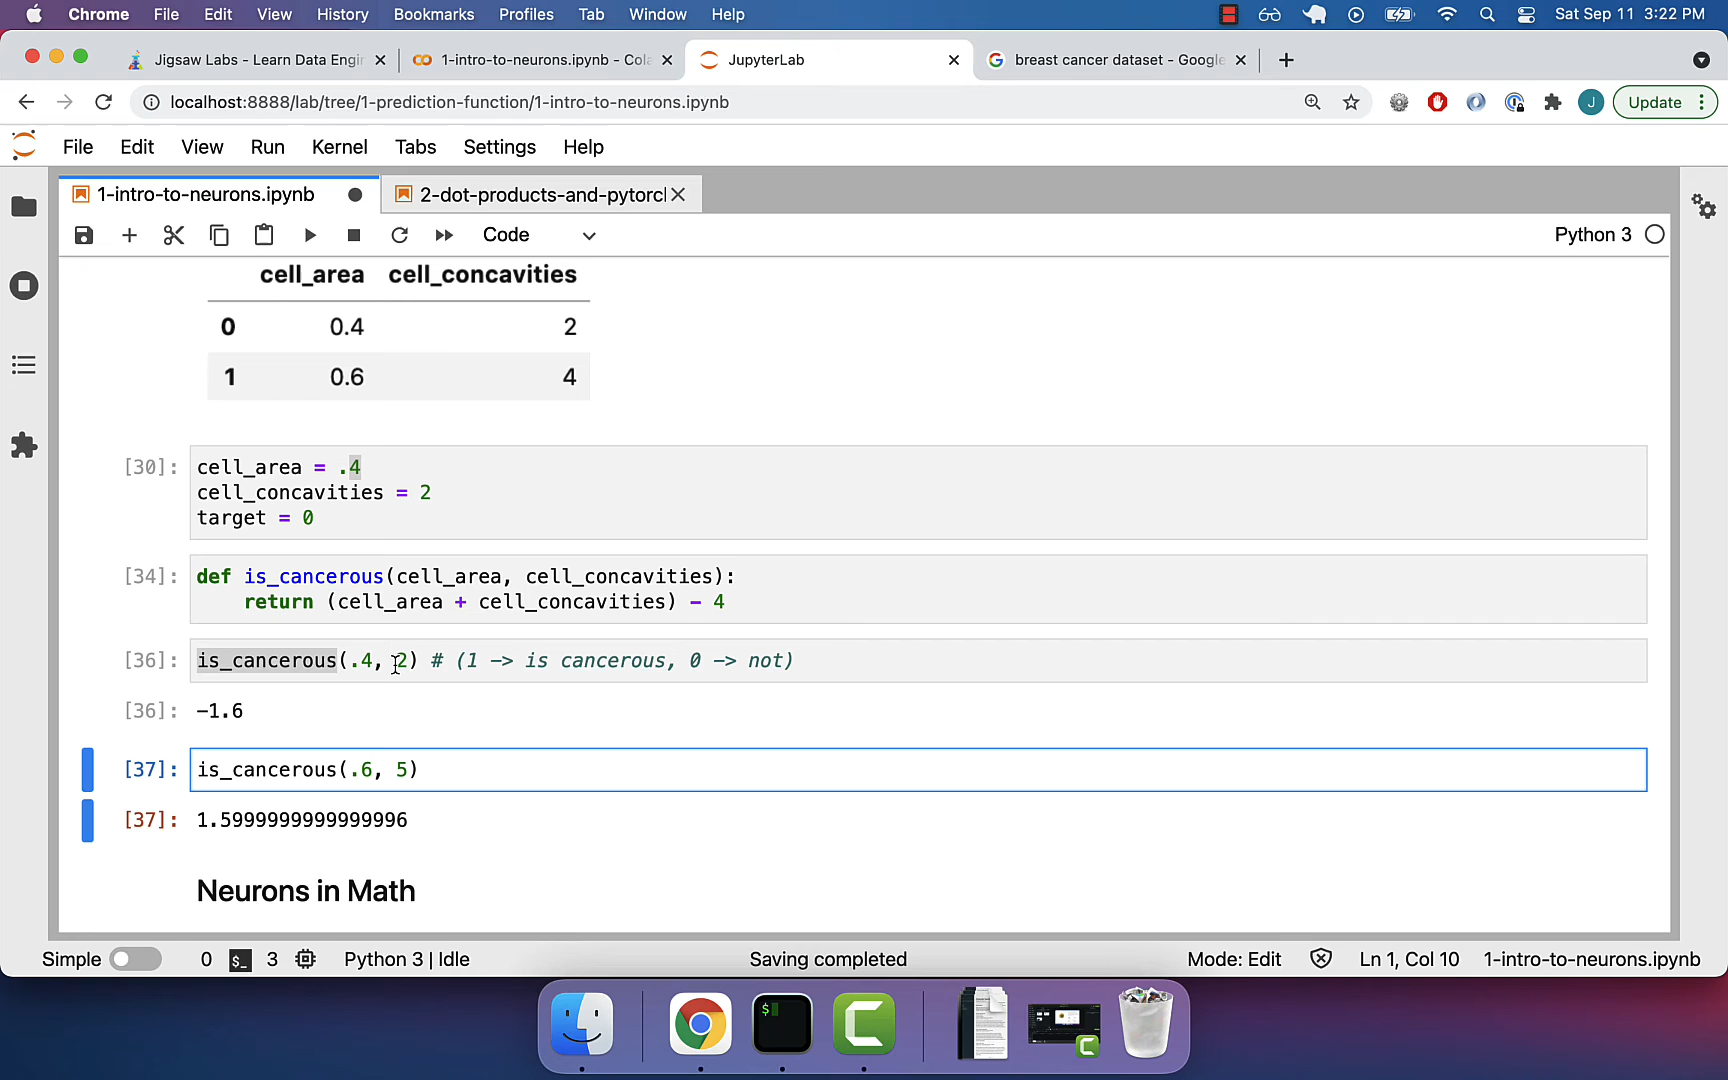 Chrome File Edit View History Bookmarks Profiles Tab Window Help Sat Sep 11 3:22 PM
Jigsaw Labs - Learn Data Engin 1-intro-to-neurons.ipynb - Cola JupyterLab breast cancer dataset - Google
localhost:8888/lab/tree/1-prediction-function/1-intro-to-neurons.ipynb J Update
File Edit View Run Kernel Tabs Settings Help
1-intro-to-neurons.ipynb 2-dot-products-and-pytorcl
Code Python 3
cell_area cell_concavities
0 0.4 2
1 0.6 4
[30]: cell_area = .4
cell_concavities = 2
target = 0
[34]: def is_cancerous(cell_area, cell_concavities):
return (cell_area + cell_concavities) - 4
[36]: is_cancerous(.4, 2) # (1 -> is cancerous, 0 -> not)
[36]: -1.6
[37]: is_cancerous(.6, 5)
[37]: 1.5999999999999996
Neurons in Math
Simple 0 $_ 3 Python 3 | Idle Saving completed Mode: Edit Ln 1, Col 10 1-intro-to-neurons.ipynb
$ C